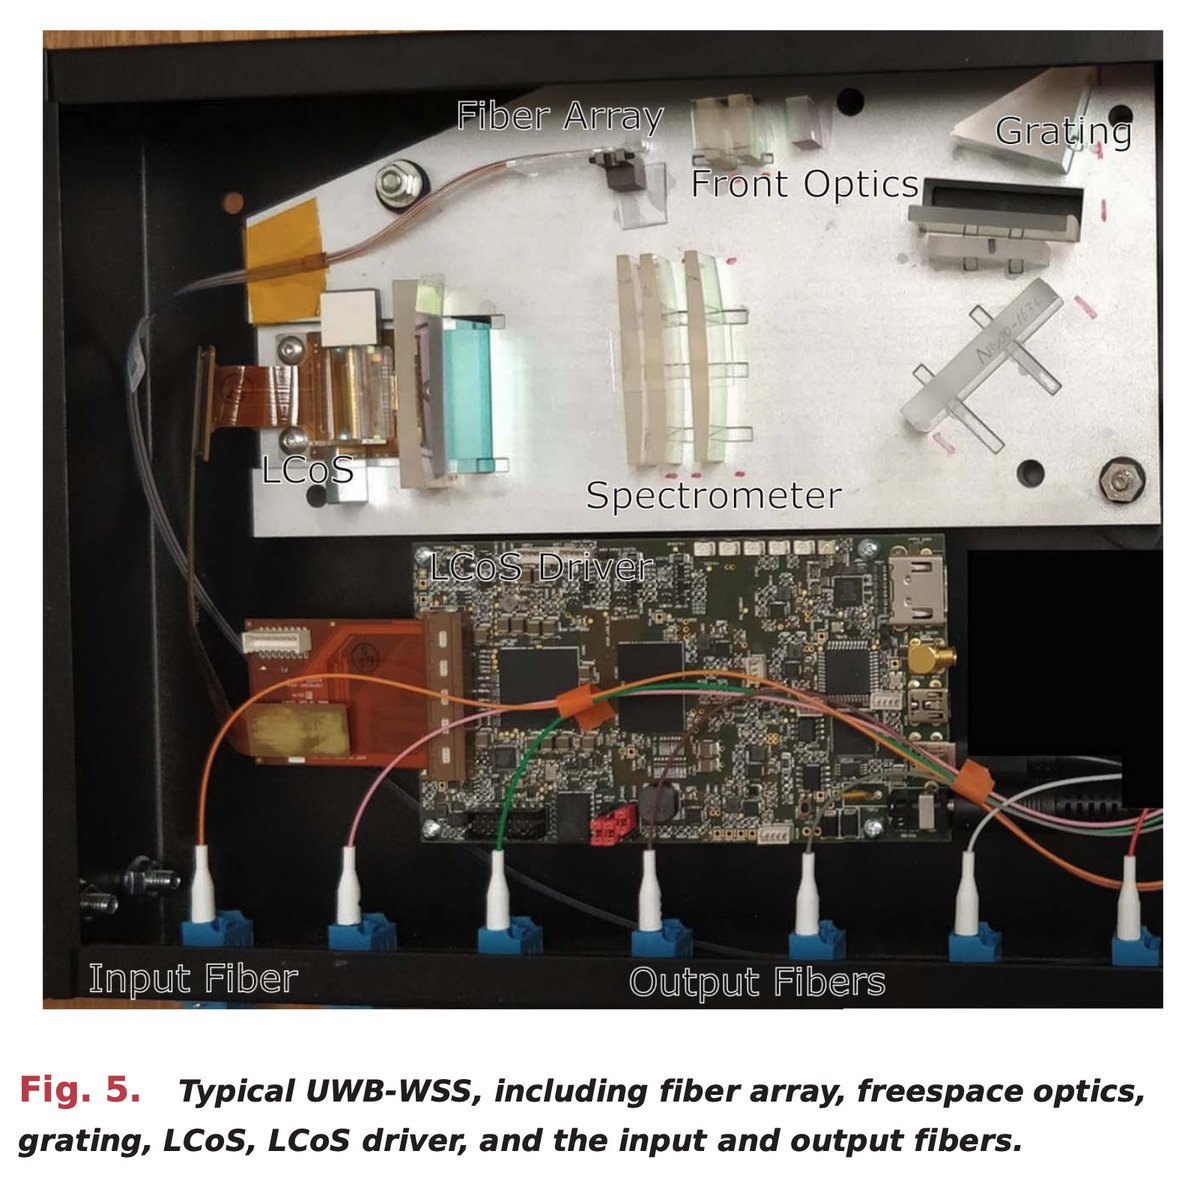 Fiber Array
Grating
Front Optics
LCoS
Spectrometer
LCoS Driver
Input Fiber
Output Fibers
Fig. 5. Typical UWB-WSS, including fiber array, freespace optics,
grating, LCoS, LCoS driver, and the input and output fibers.